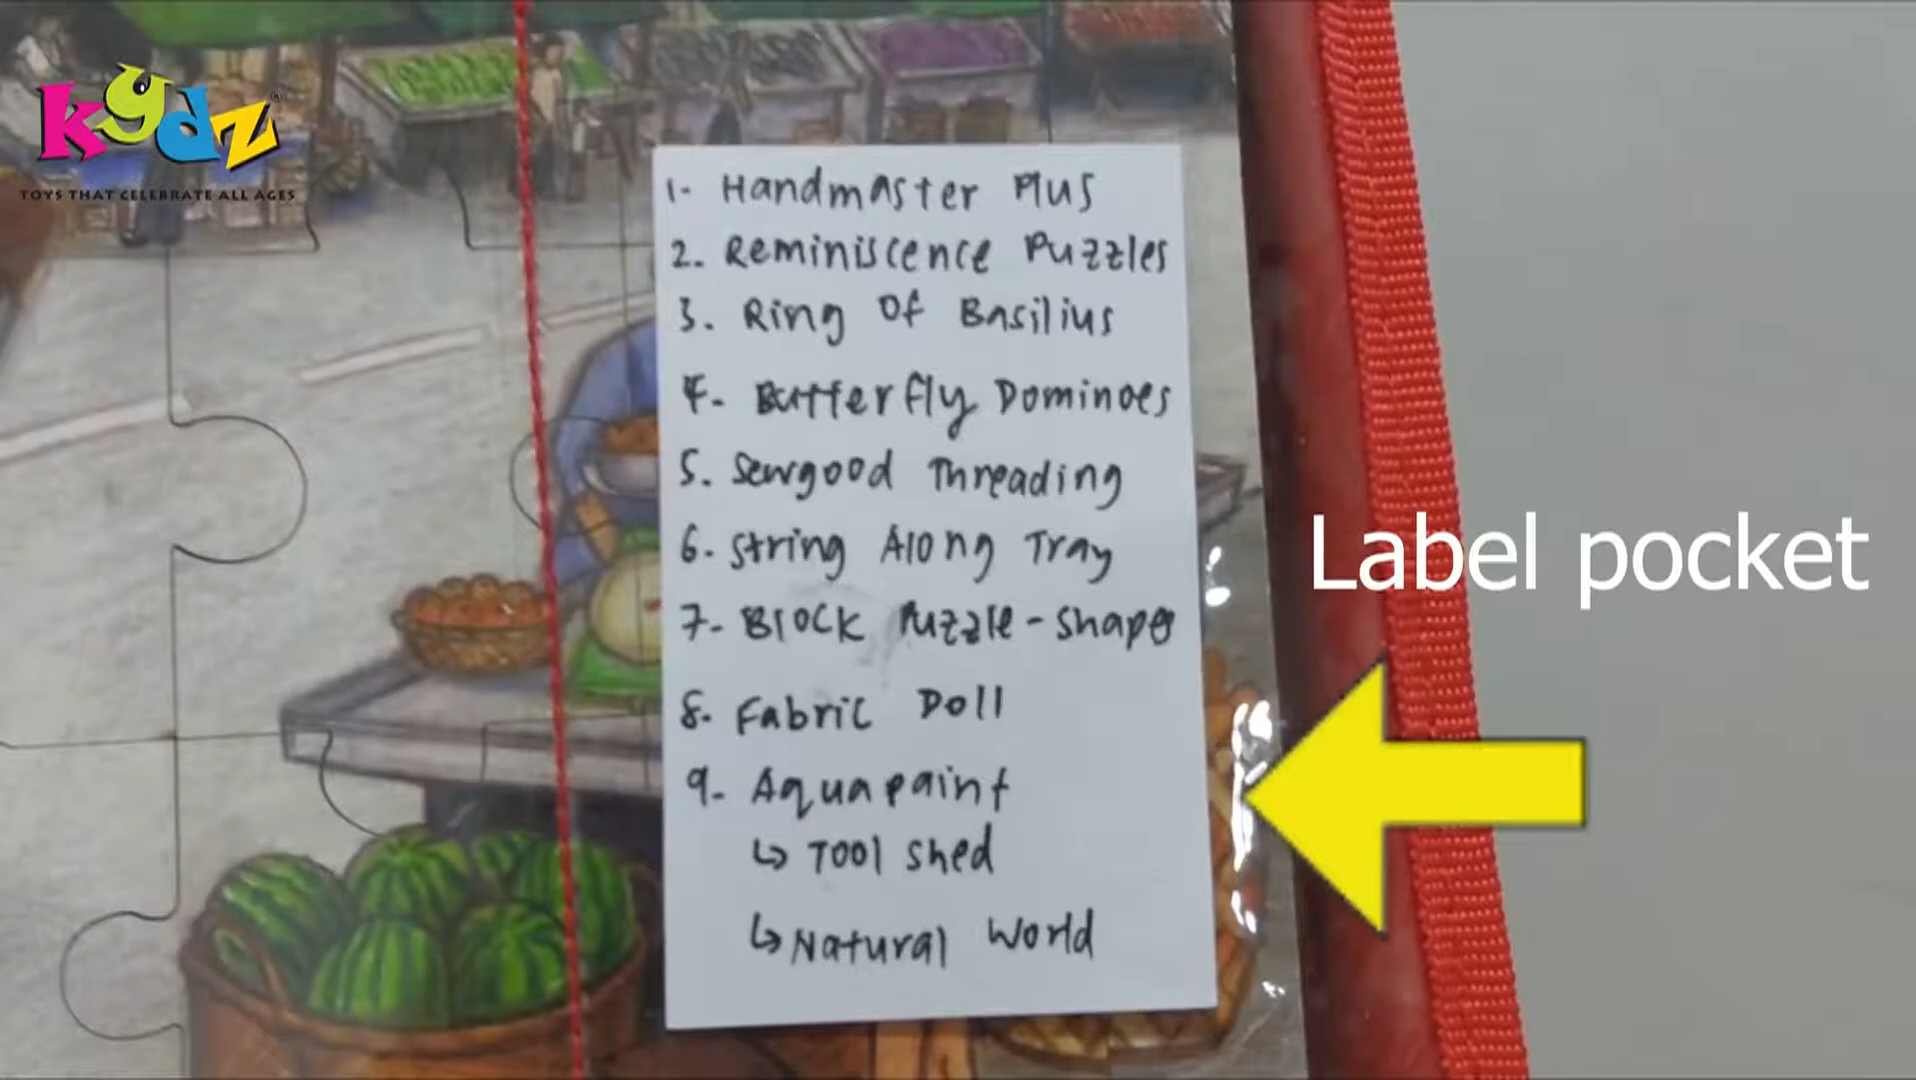 kydz®
TOYS THAT CELEBRATE ALL AGES
1- Handmaster Plus
2. Reminiscence Puzzles
3. Ring Of Basilius
4- Butterfly Dominoes
5. Sewgood Threading
6- String Along Tray
7- Block Puzzle - Shapes
8- Fabric Doll
9- Aquapaint
↳ Tool Shed
↳ Natural World
Label pocket